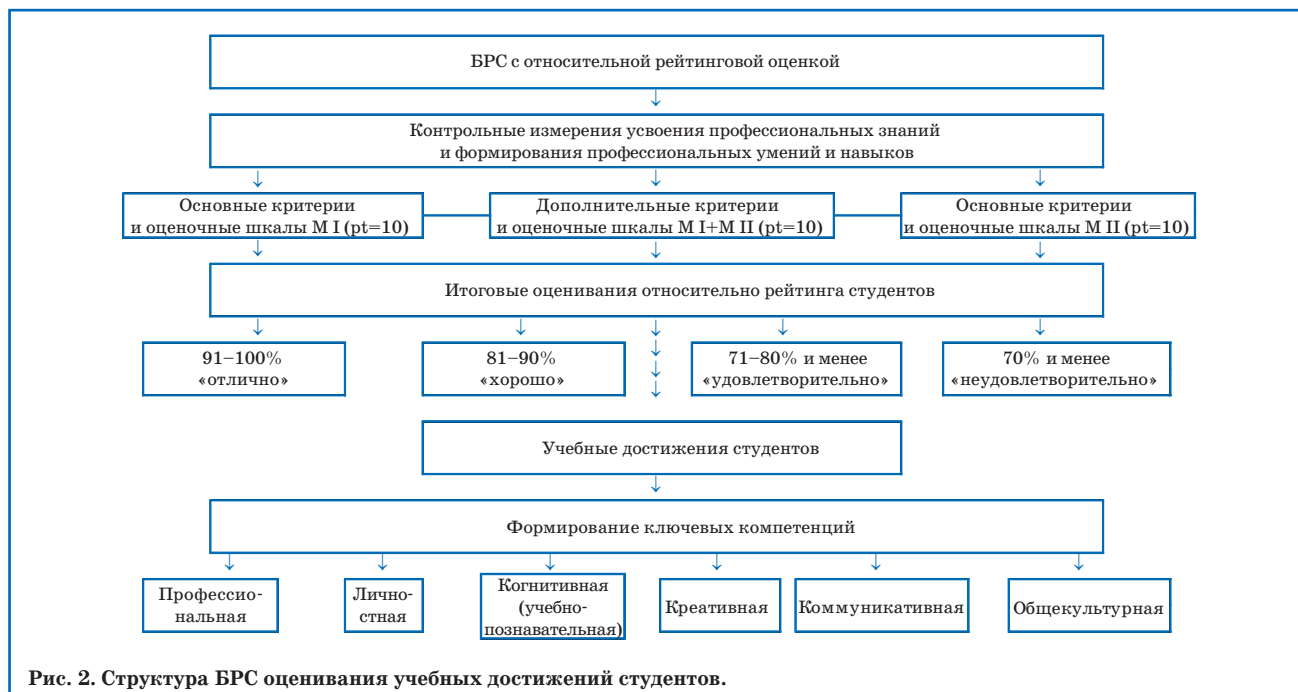 БРС с относительной рейтинговой оценкой
Контрольные измерения усвоения профессиональных знаний
и формирования профессиональных умений и навыков
Основные критерии
и оценочные шкалы М I (pt=10)
Дополнительные критерии
и оценочные шкалы М I+М II (pt=10)
Основные критерии
и оценочные шкалы М II (pt=10)
Итоговые оценивания относительно рейтинга студентов
91–100%
«отлично»
81–90%
«хорошо»
71–80% и менее
«удовлетворительно»
70% и менее
«неудовлетворительно»
Учебные достижения студентов
Формирование ключевых компетенций
Профессио-
нальная
Лично-
стная
Когнитивная
(учебно-
познавательная)
Креативная
Коммуникативная
Общекультурная
Рис. 2. Структура БРС оценивания учебных достижений студентов.